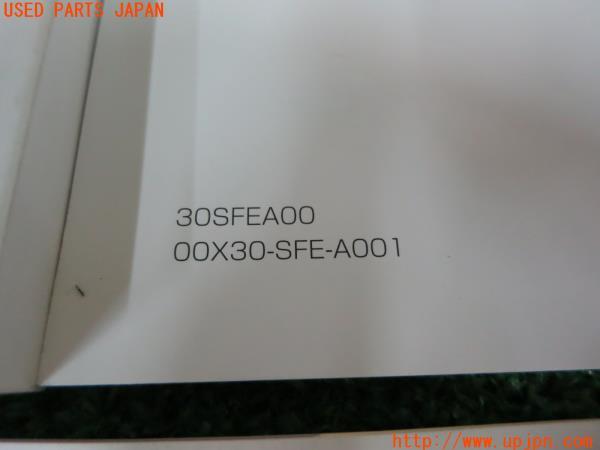 USED PARTS JAPAN
30SFEA00
00X30-SFE-A001
http://www.upjpn.com